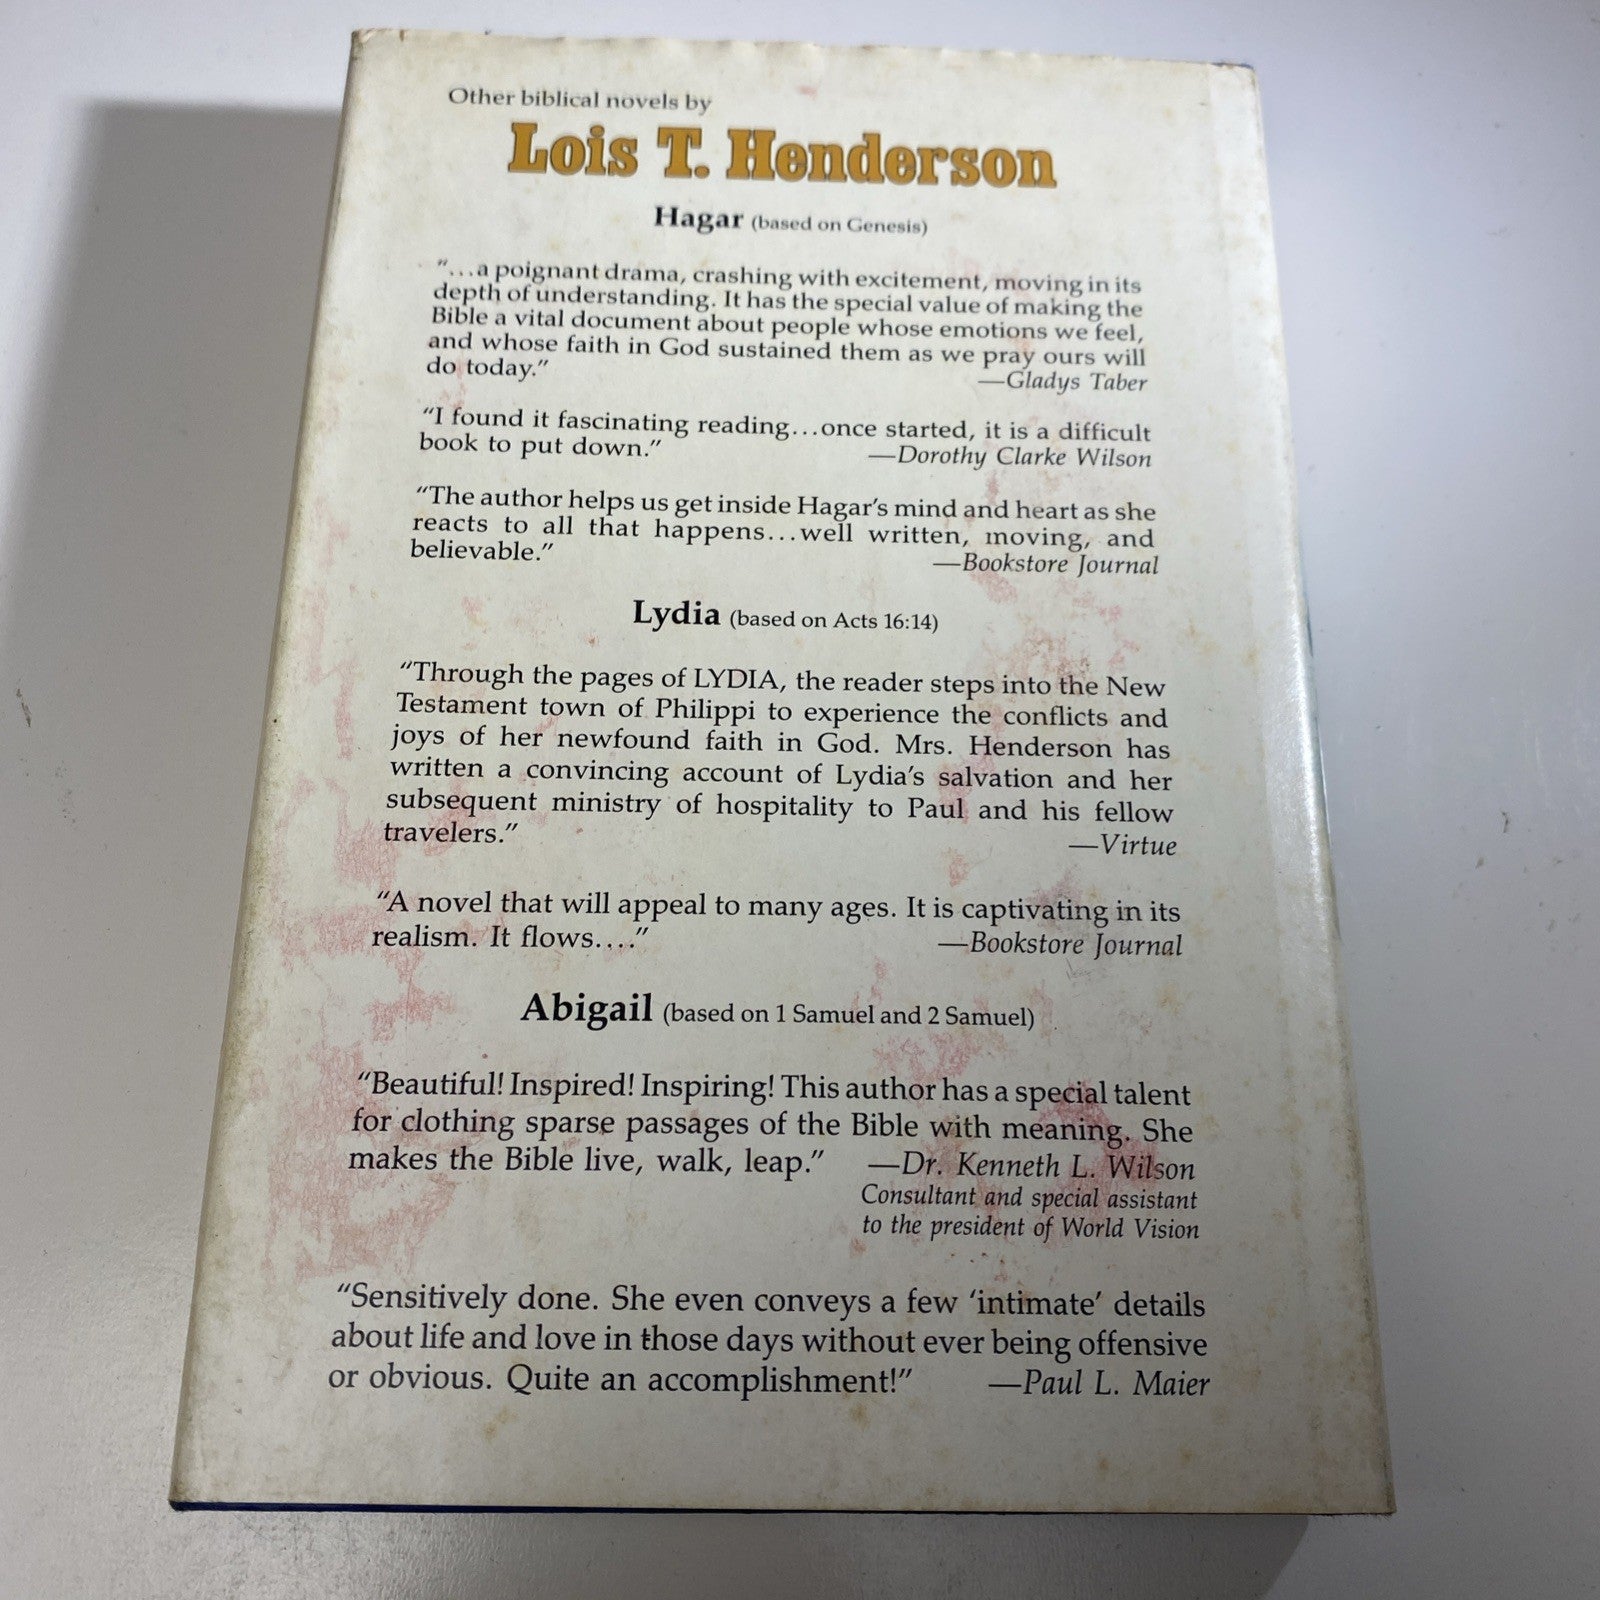 Other biblical novels by
Lois T. Henderson
Hagar (based on Genesis)
“...a poignant drama, crashing with excitement, moving in its
depth of understanding. It has the special value of making the
Bible a vital document about people whose emotions we feel,
and whose faith in God sustained them as we pray ours will
do today.”
—Gladys Taber
“I found it fascinating reading...once started, it is a difficult
book to put down.”
—Dorothy Clarke Wilson
“The author helps us get inside Hagar’s mind and heart as she
reacts to all that happens...well written, moving, and
believable.”
—Bookstore Journal
Lydia (based on Acts 16:14)
“Through the pages of LYDIA, the reader steps into the New
Testament town of Philippi to experience the conflicts and
joys of her newfound faith in God. Mrs. Henderson has
written a convincing account of Lydia’s salvation and her
subsequent ministry of hospitality to Paul and his fellow
travelers.”
—Virtue
“A novel that will appeal to many ages. It is captivating in its
realism. It flows....”
—Bookstore Journal
Abigail (based on 1 Samuel and 2 Samuel)
“Beautiful! Inspired! Inspiring! This author has a special talent
for clothing sparse passages of the Bible with meaning. She
makes the Bible live, walk, leap.”
—Dr. Kenneth L. Wilson
Consultant and special assistant
to the president of World Vision
“Sensitively done. She even conveys a few ‘intimate’ details
about life and love in those days without ever being offensive
or obvious. Quite an accomplishment!”
—Paul L. Maier